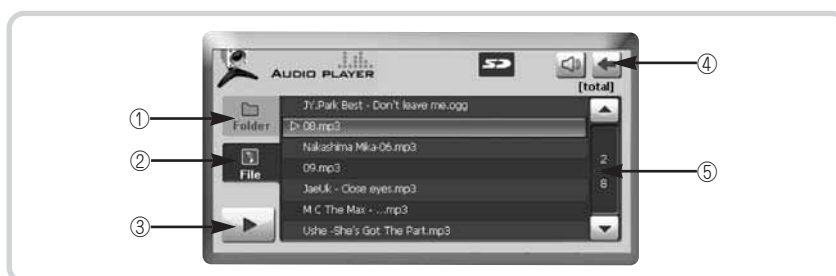 AUDIO PLAYER
SD
[total]
④
①
Folder
JY.Park Best - Don't leave me.ogg
08.mp3
②
File
Nakashima Mika-06.mp3
09.mp3
2
8
⑤
JaeUk - Close eyes.mp3
③
M C The Max - ...mp3
Ushe -She's Got The Part.mp3